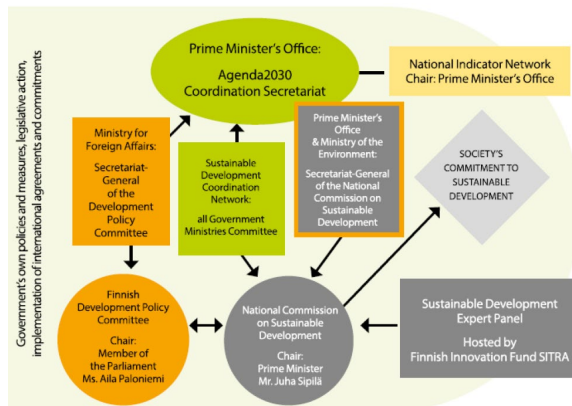 Government's own policies and measures, legislative action,
implementation of international agreements and commitments
Prime Minister's Office:
Agenda2030
Coordination Secretariat
National Indicator Network
Chair: Prime Minister's Office
Ministry for
Foreign Affairs:
Secretariat-
General of
the
Development
Policy
Committee
Sustainable
Development
Coordination
Network:
all Government
Ministries Committee
Prime Minister's
Office
& Ministry of the
Environment:
Secretariat-General
of the National
Commission on
Sustainable
Development
SOCIETY'S
COMMITMENT TO
SUSTAINABLE
DEVELOPMENT
Finnish
Development Policy
Committee
Chair:
Member of
the Parliament
Ms. Aila Paloniemi
National Commission
on Sustainable
Development
Chair:
Prime Minister
Mr. Juha Sipilä
Sustainable Development
Expert Panel
Hosted by
Finnish Innovation Fund SITRA